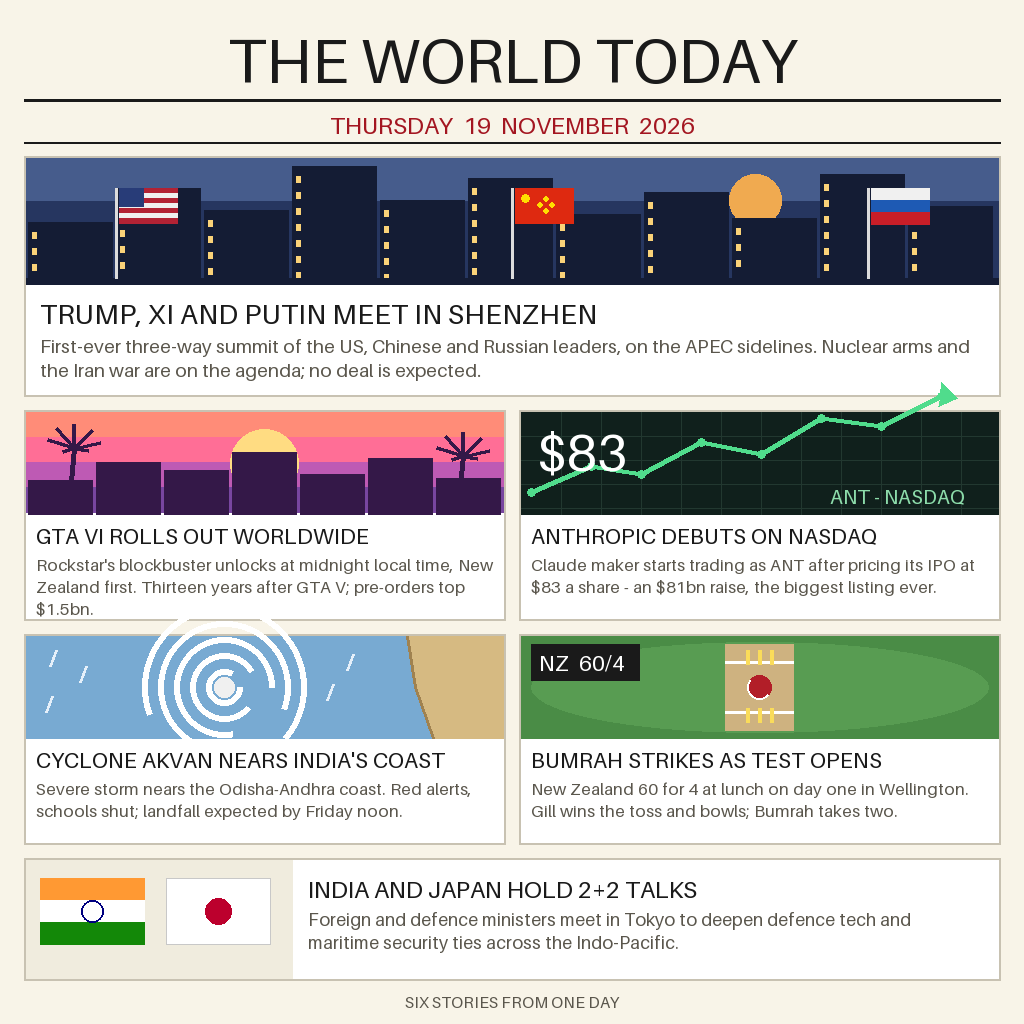 THE WORLD TODAY
THURSDAY 19 NOVEMBER 2026
TRUMP, XI AND PUTIN MEET IN SHENZHEN
First-ever three-way summit of the US, Chinese and Russian leaders, on the APEC sidelines. Nuclear arms and
the Iran war are on the agenda; no deal is expected.
GTA VI ROLLS OUT WORLDWIDE
Rockstar's blockbuster unlocks at midnight local time, New
Zealand first. Thirteen years after GTA V; pre-orders top
$1.5bn.
$83
ANT - NASDAQ
ANTHROPIC DEBUTS ON NASDAQ
Claude maker starts trading as ANT after pricing its IPO at
$83 a share - an $81bn raise, the biggest listing ever.
CYCLONE AKVAN NEARS INDIA'S COAST
Severe storm nears the Odisha-Andhra coast. Red alerts,
schools shut; landfall expected by Friday noon.
NZ 60/4
BUMRAH STRIKES AS TEST OPENS
New Zealand 60 for 4 at lunch on day one in Wellington.
Gill wins the toss and bowls; Bumrah takes two.
INDIA AND JAPAN HOLD 2+2 TALKS
Foreign and defence ministers meet in Tokyo to deepen defence tech and
maritime security ties across the Indo-Pacific.
SIX STORIES FROM ONE DAY